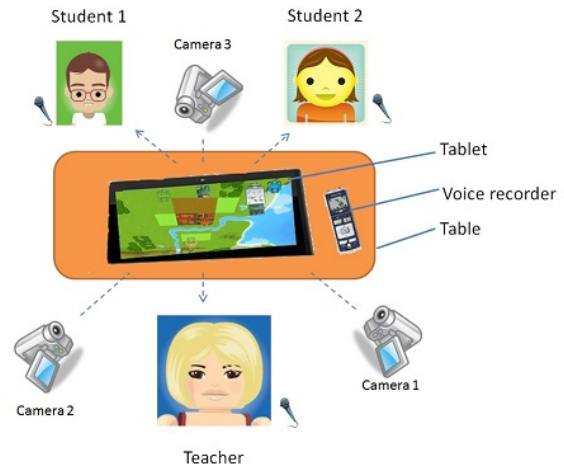 Student 1
Student 2
Camera 3
Tablet
Voice recorder
Table
Camera 1
Camera 2
Teacher